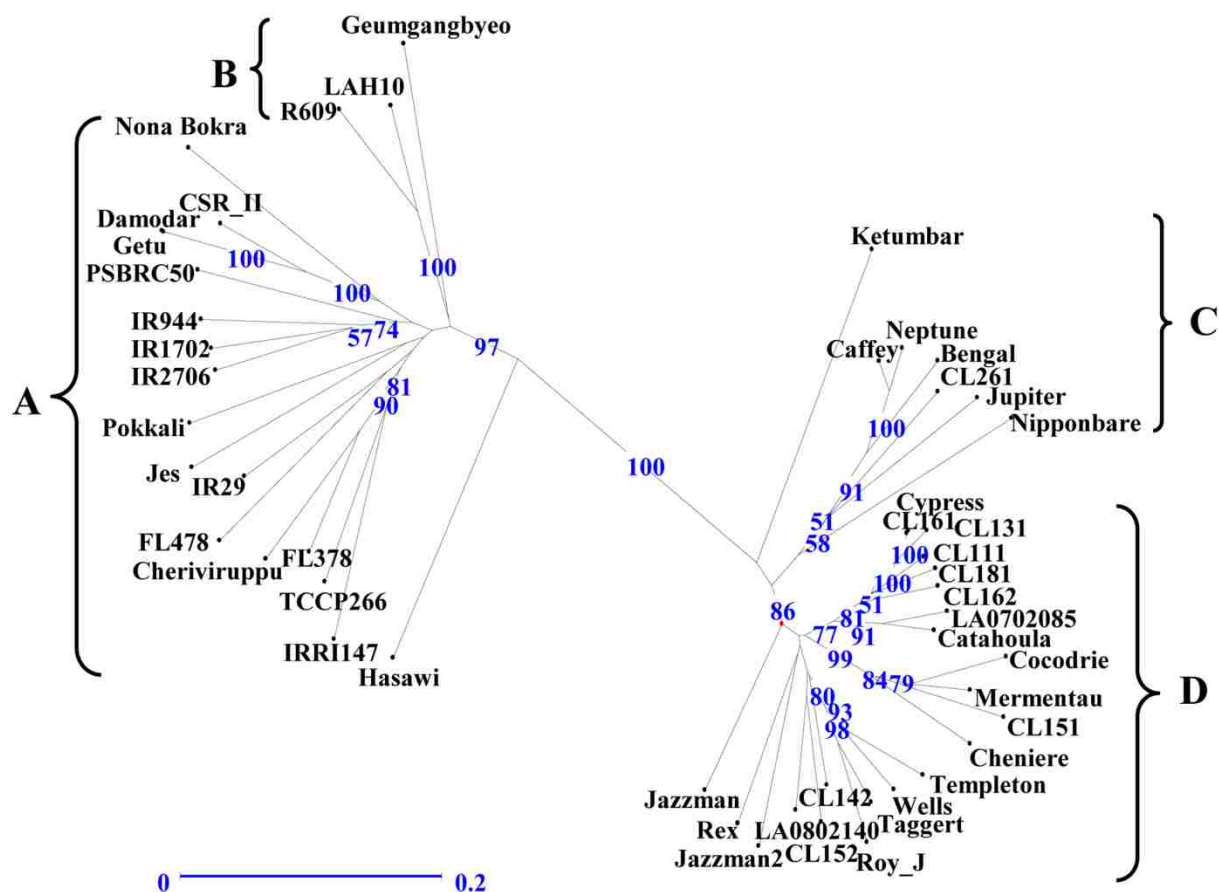 Geumgangbyeo
B
LAH10
R609
Nona Bokra
CSR_II
Damodar
Getu
100
100
PSBRC50
100
Ketumbar
IR944
57
74
97
IR1702
IR2706
C
Neptune
Caffey
Bengal
CL261
Jupiter
Nipponbare
A
81
90
Pokkali
100
100
Jes
IR29
91
51
58
Cypress
CL161
CL131
FL478
FL378
Cheriviruppu
TCCP266
100
CL111
100
CL181
51
CL162
IRRI147
Hasawi
86
77
81
91
LA0702085
Catahoula
99
Cocodrie
84
79
D
80
93
98
Mermentau
CL151
Cheniere
Templeton
Jazzman
CL142
Wells
Rex
LA0802140
Taggert
Jazzman2
CL152
Roy_J
0
0.2